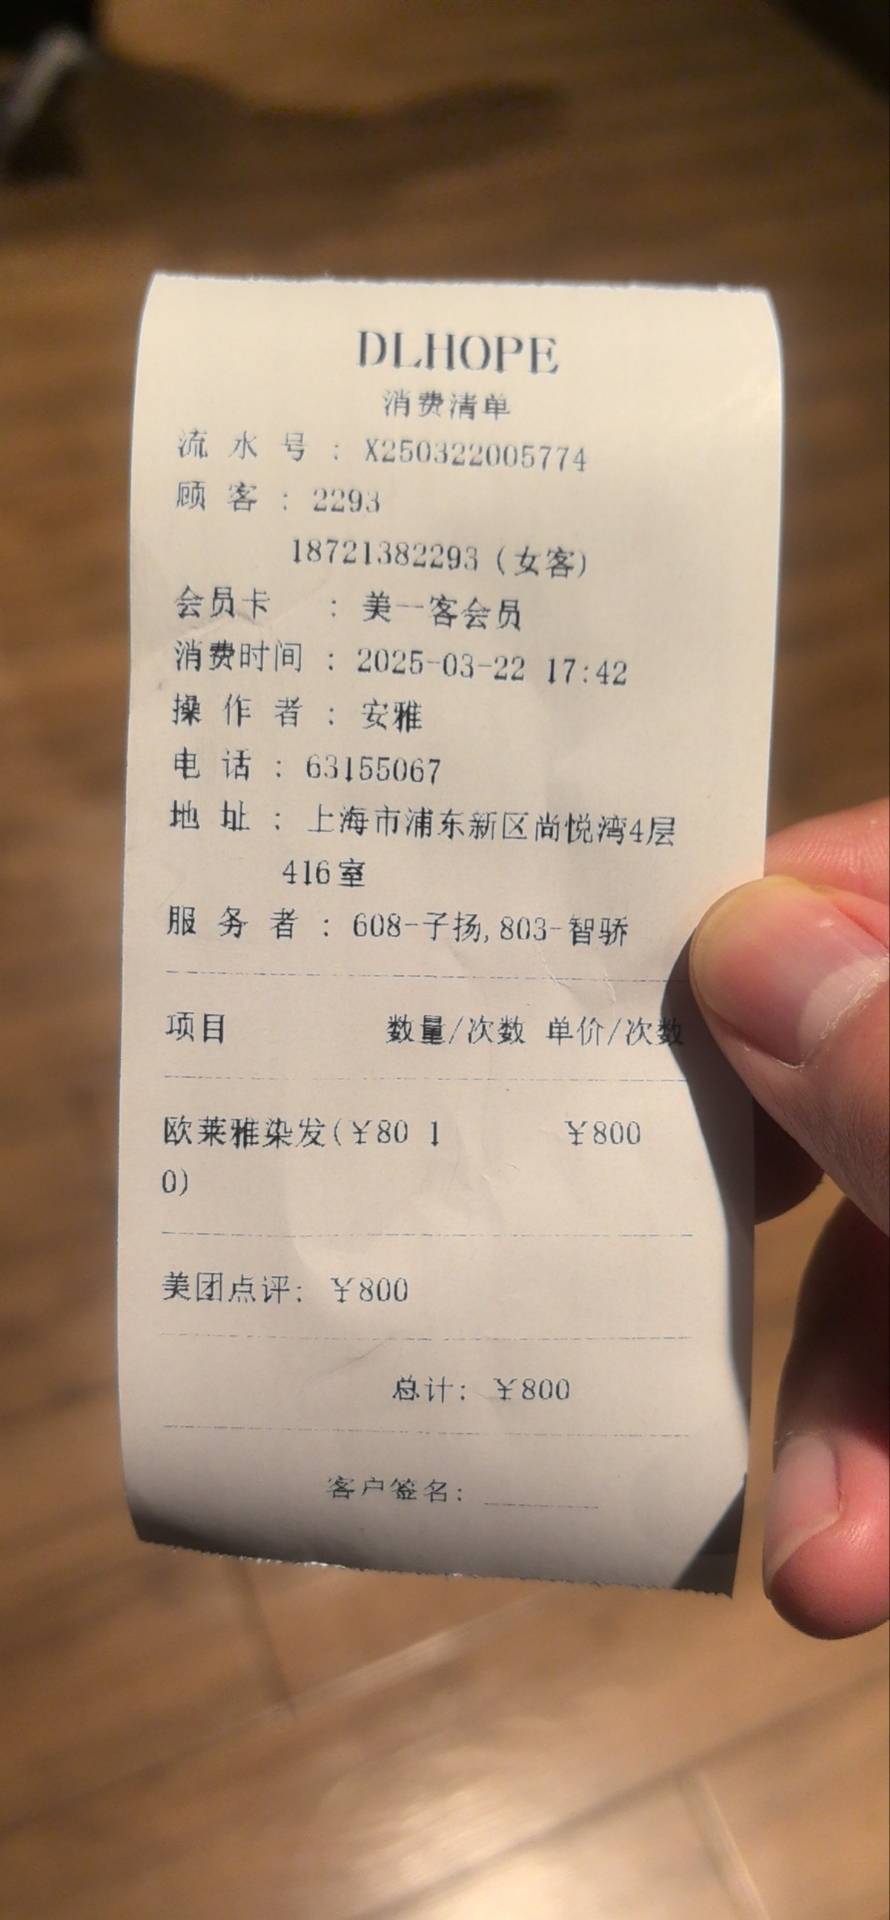 DLHOPE
消费清单
流 水 号 : X250322005774
顾 客 : 2293
18721382293 (女客)
会员卡 : 美一客会员
消费时间 : 2025-03-22 17:42
操 作 者 : 安雅
电 话 : 63155067
地 址 : 上海市浦东新区尚悦湾4层
416室
服 务 者 : 608-子扬,803-智骄
项目 数量/次数 单价/次数
欧莱雅染发(¥80 1 ¥800
0)
美团点评: ¥800
总计: ¥800
客户签名: